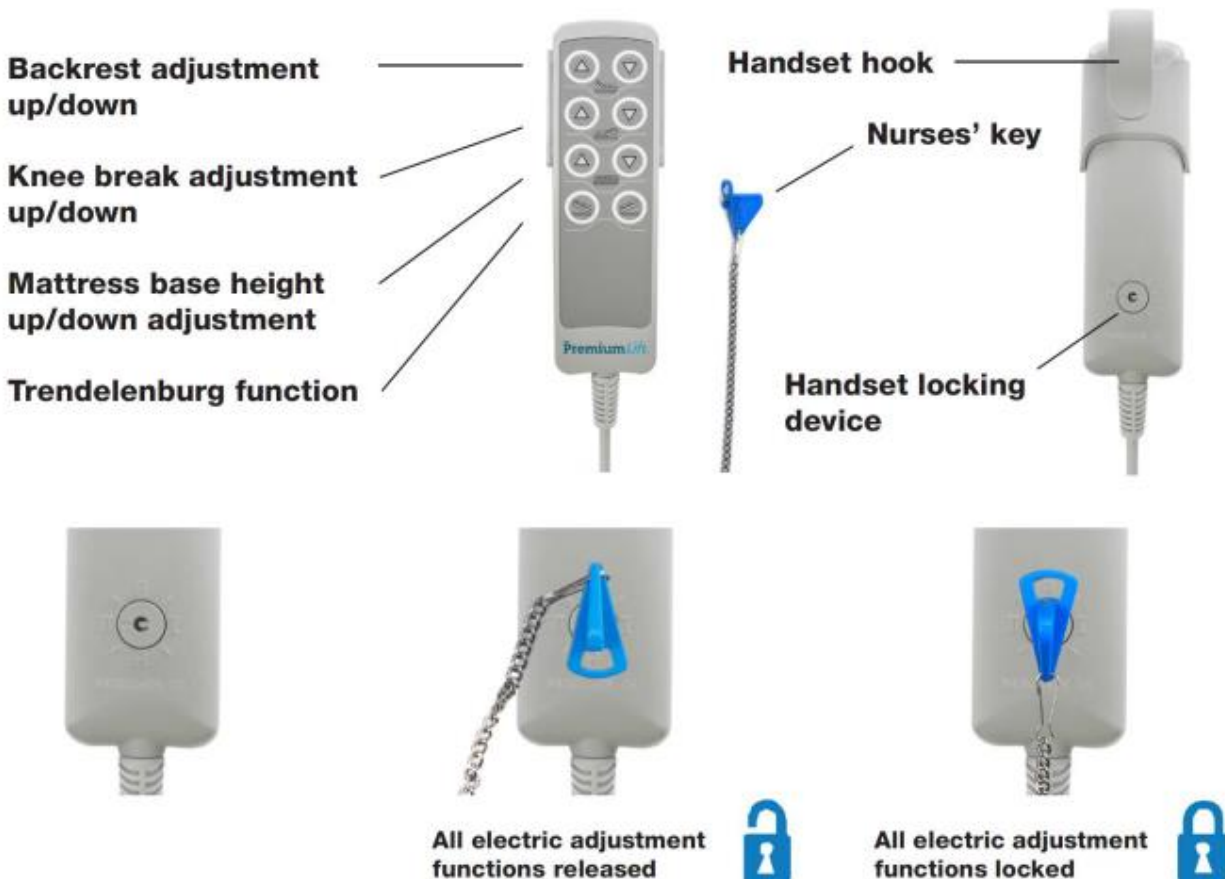 Backrest adjustment
up/down
Knee break adjustment
up/down
Mattress base height
up/down adjustment
Trendelenburg function
PremiumLift
Handset hook
Nurses' key
Handset locking
device
All electric adjustment
functions released
All electric adjustment
functions locked